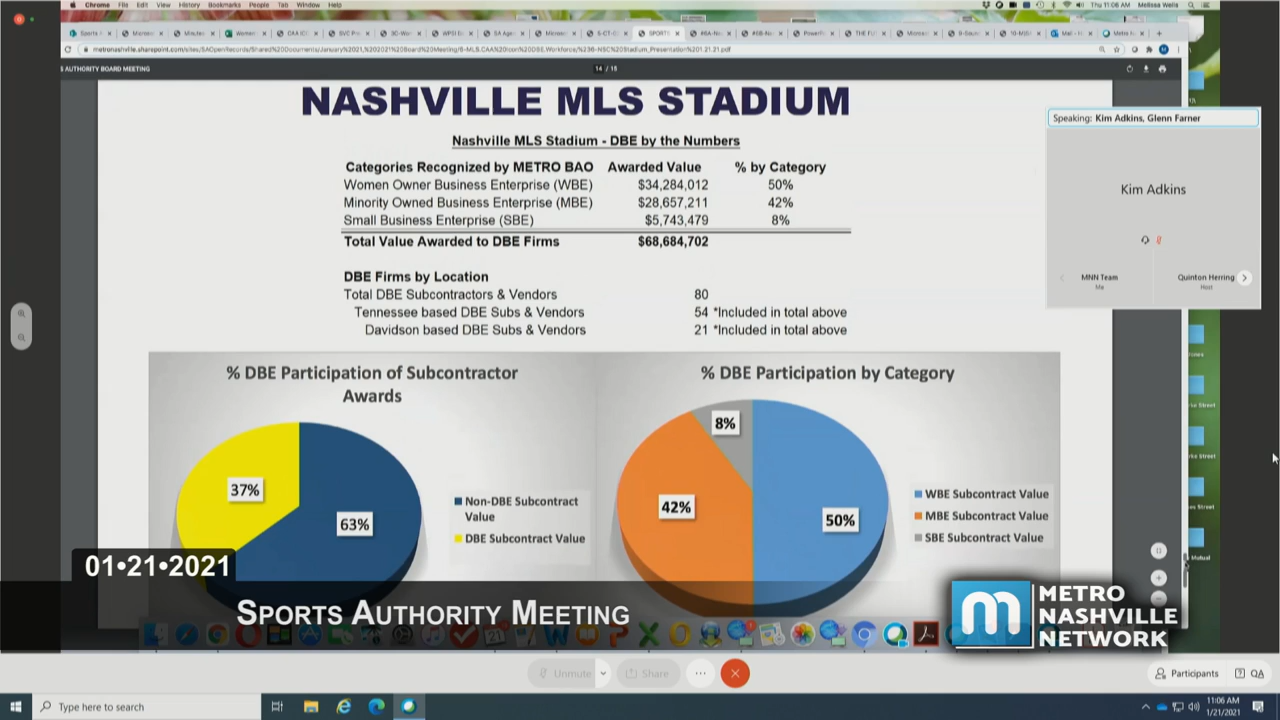 Chrome File Edit View History Bookmarks People Tab Window Help
Thu 11:06 AM Melissa Wells
AUTHORITY BOARD MEETING
14 / 15
NASHVILLE MLS STADIUM
Nashville MLS Stadium - DBE by the Numbers
Categories Recognized by METRO BAO Awarded Value % by Category
Women Owner Business Enterprise (WBE) $34,284,012 50%
Minority Owned Business Enterprise (MBE) $28,657,211 42%
Small Business Enterprise (SBE) $5,743,479 8%
Total Value Awarded to DBE Firms $68,684,702
DBE Firms by Location
Total DBE Subcontractors & Vendors 80
Tennessee based DBE Subs & Vendors 54 *Included in total above
Davidson based DBE Subs & Vendors 21 *Included in total above
% DBE Participation of Subcontractor
Awards
37%
63%
Non-DBE Subcontract
Value
DBE Subcontract Value
% DBE Participation by Category
8%
42%
50%
WBE Subcontract Value
MBE Subcontract Value
SBE Subcontract Value
Speaking: Kim Adkins, Glenn Farner
Kim Adkins
MNN Team
Me
Quinton Herring
Host
01•21•2021
SPORTS AUTHORITY MEETING
METRO
NASHVILLE
NETWORK
Unmute
Share
Participants
Q&A
Type here to search
11:06 AM
1/21/2021